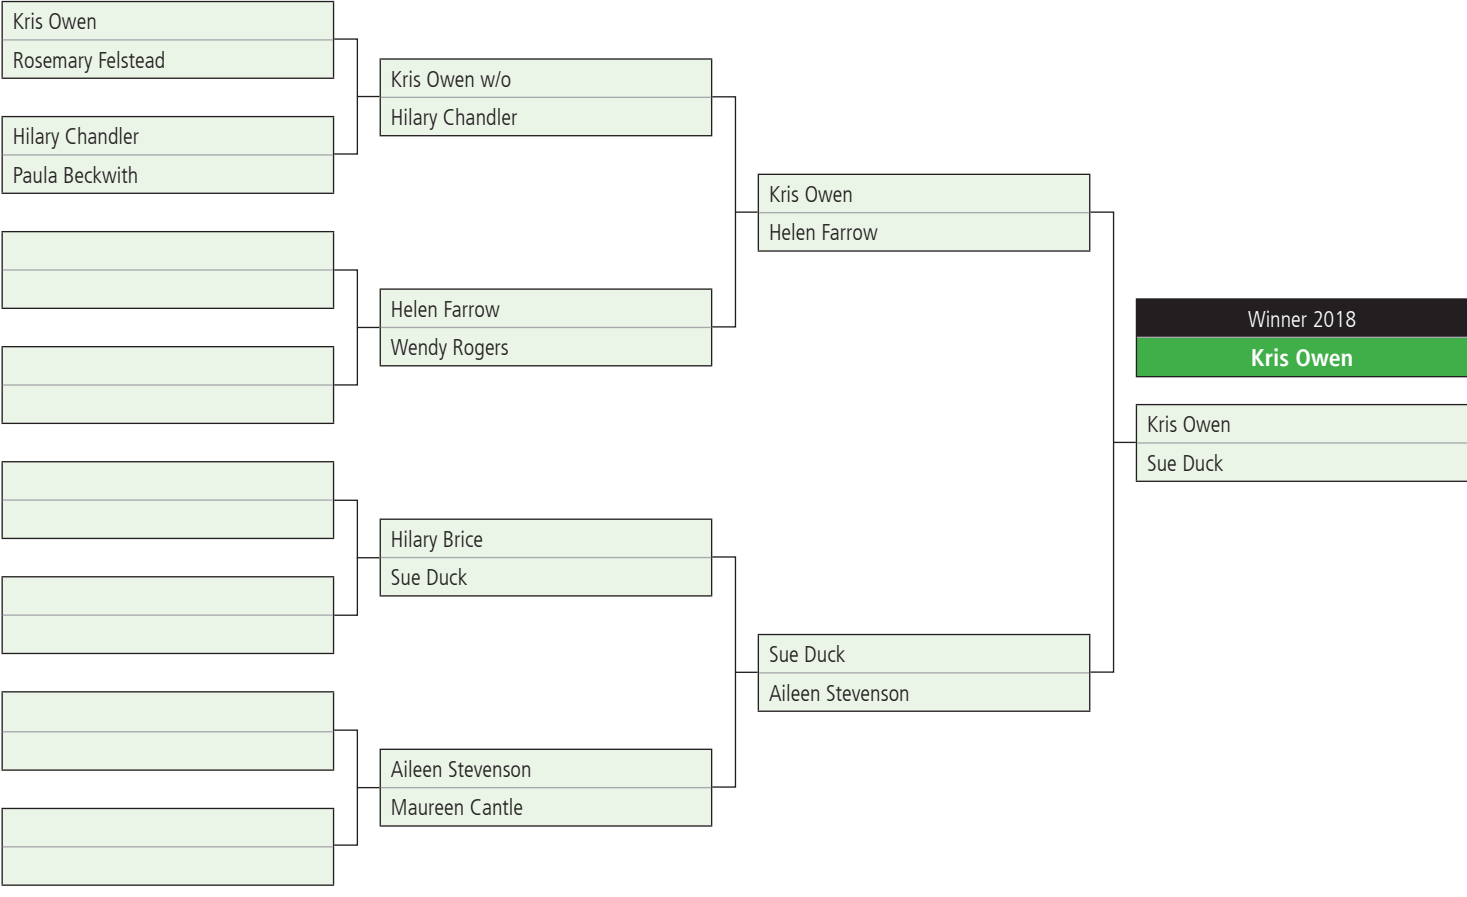 Kris Owen
Rosemary Felstead
Hilary Chandler
Paula Beckwith
Kris Owen w/o
Hilary Chandler
Helen Farrow
Wendy Rogers
Hilary Brice
Sue Duck
Aileen Stevenson
Maureen Cantle
Kris Owen
Helen Farrow
Sue Duck
Aileen Stevenson
Winner 2018
Kris Owen
Kris Owen
Sue Duck